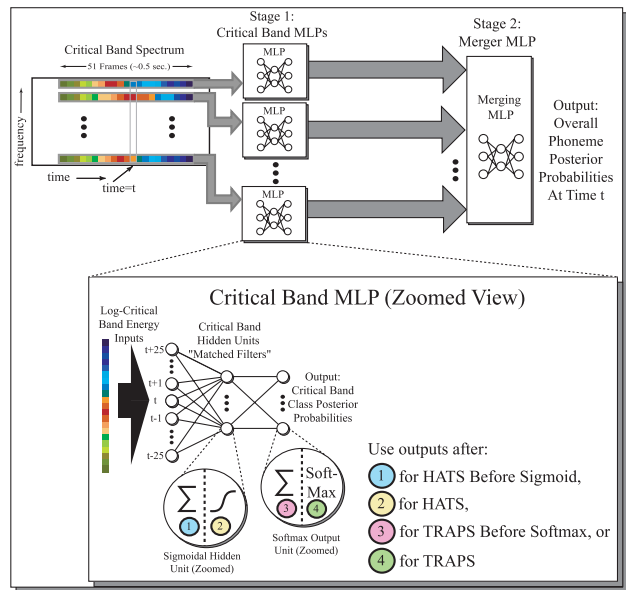 Stage 1:
Critical Band MLPs
Stage 2:
Merger MLP
Critical Band Spectrum
51 Frames (~0.5 sec.)
frequency
time
time=t
MLP
MLP
MLP
Merging
MLP
Output:
Overall
Phoneme
Posterior
Probabilities
At Time t
Critical Band MLP (Zoomed View)
Log-Critical
Band Energy
Inputs
Critical Band
Hidden Units
"Matched Filters"
t+25
t+1
t
t-1
t-25
Output:
Critical Band
Class Posterior
Probabilities
Σ
1
2
Sigmoidal Hidden
Unit (Zoomed)
Σ
Soft-
Max
3
4
Softmax Output
Unit (Zoomed)
Use outputs after:
1 for HATS Before Sigmoid,
2 for HATS,
3 for TRAPS Before Softmax, or
4 for TRAPS